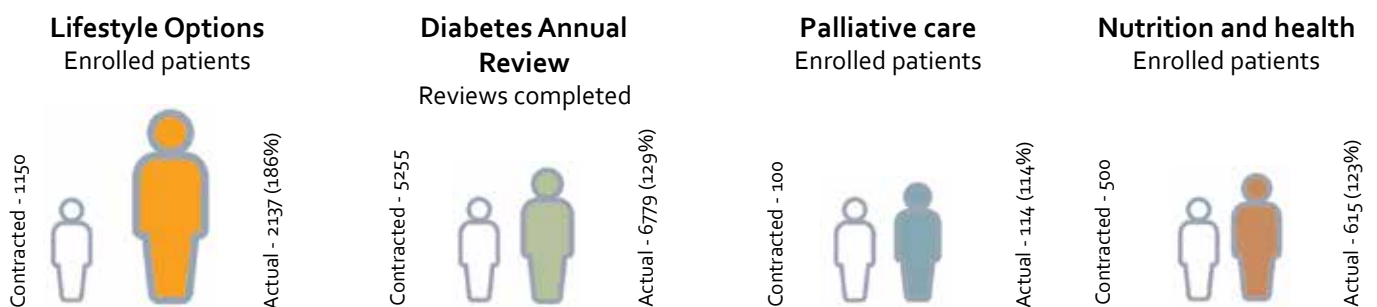 Lifestyle Options
Enrolled patients
Contracted - 1150
Actual - 2137 (186%)
Diabetes Annual
Review
Reviews completed
Contracted - 5255
Actual - 6779 (129%)
Palliative care
Enrolled patients
Contracted - 100
Actual - 114 (114%)
Nutrition and health
Enrolled patients
Contracted - 500
Actual - 615 (123%)